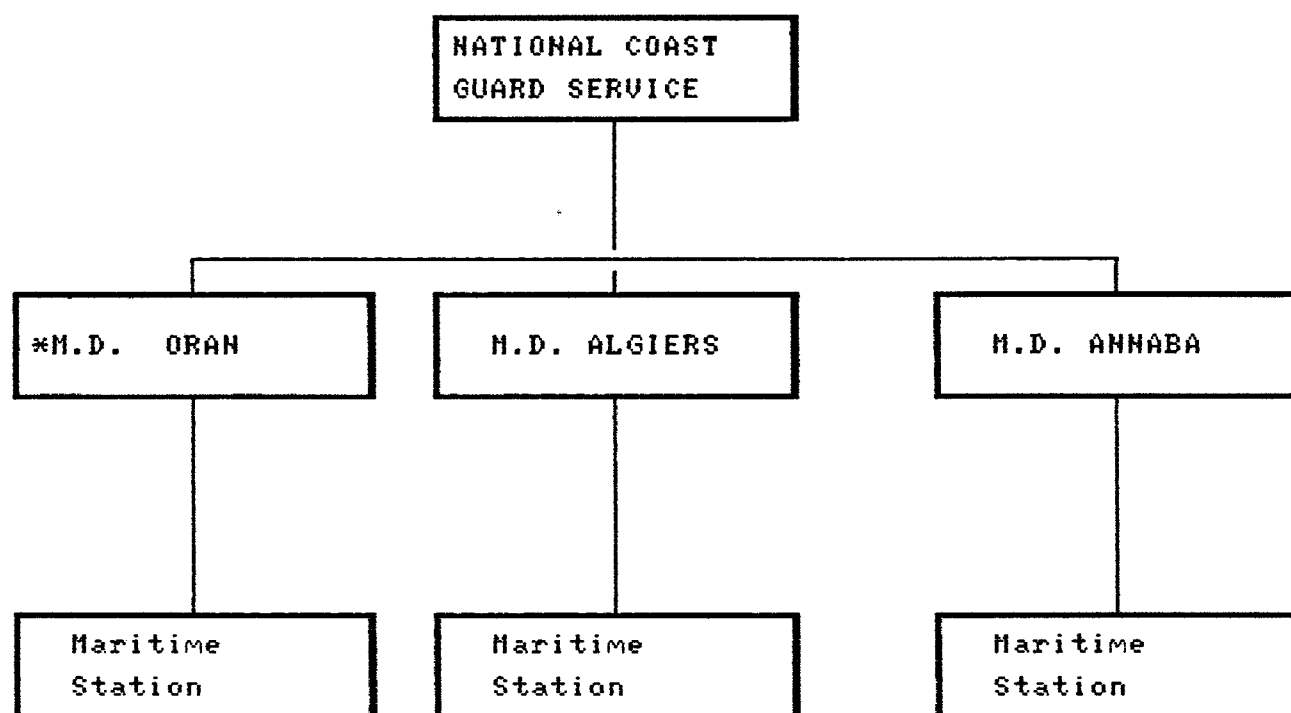 NATIONAL COAST
GUARD SERVICE
*M.D. ORAN
M.D. ALGIERS
M.D. ANNABA
Maritime
Station
Maritime
Station
Maritime
Station